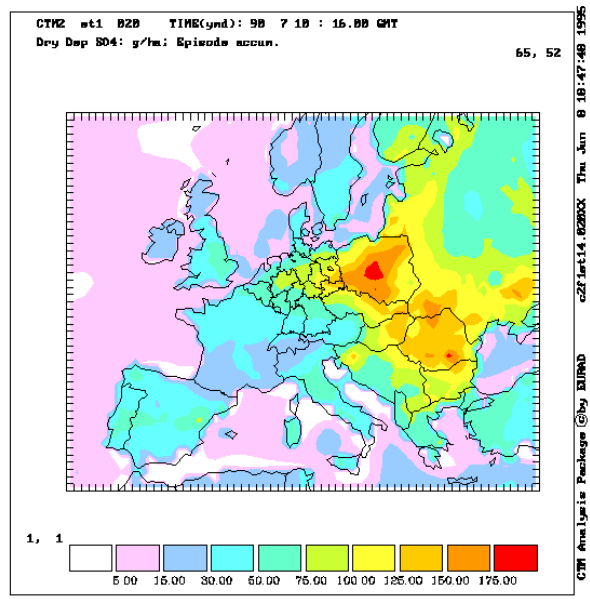 CTM2 st1 020 TIME(ymd): 90 7 10 : 16.00 GMT
Dry Dep SO4: g/ha; Episode accum.
65, 52
1, 1
5.00 15.00 30.00 50.00 75.00 100.00 125.00 150.00 175.00
CTM Analysis Package ©by EURAD c2f1st14.020XX Thu Jun 8 18:47:48 1995